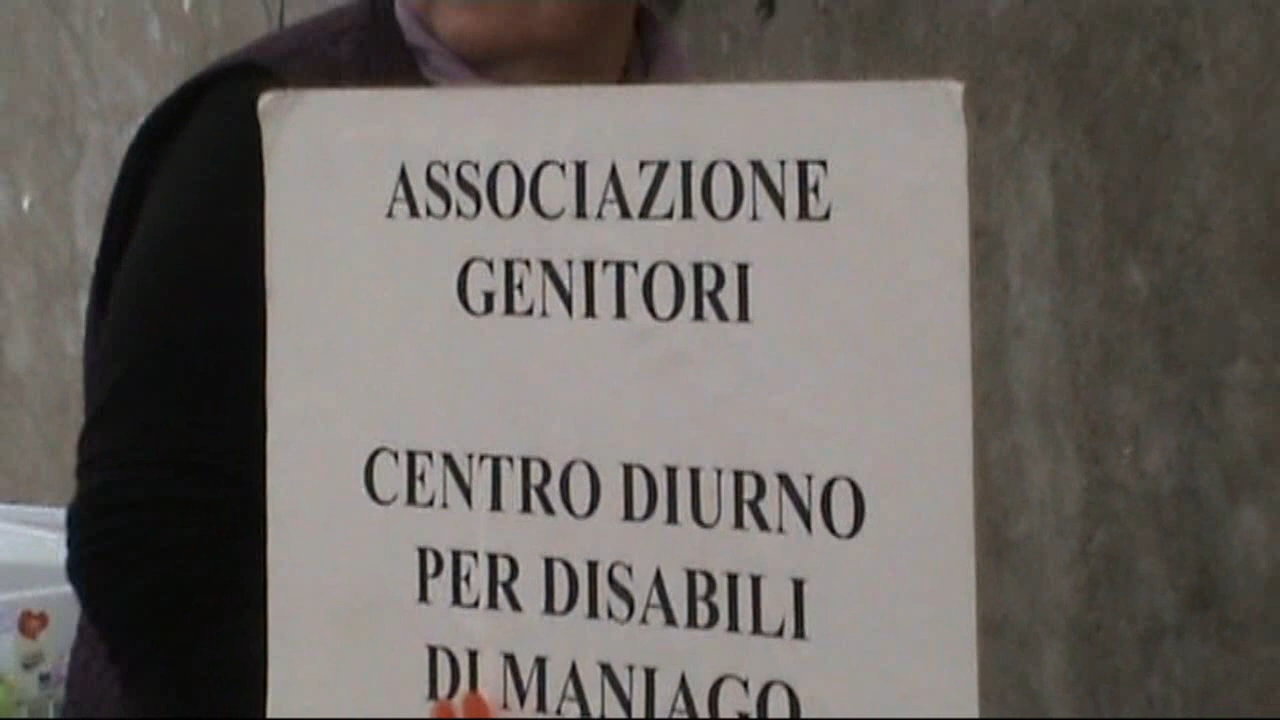 ASSOCIAZIONE
GENITORI
CENTRO DIURNO
PER DISABILI
DI MANIAGO